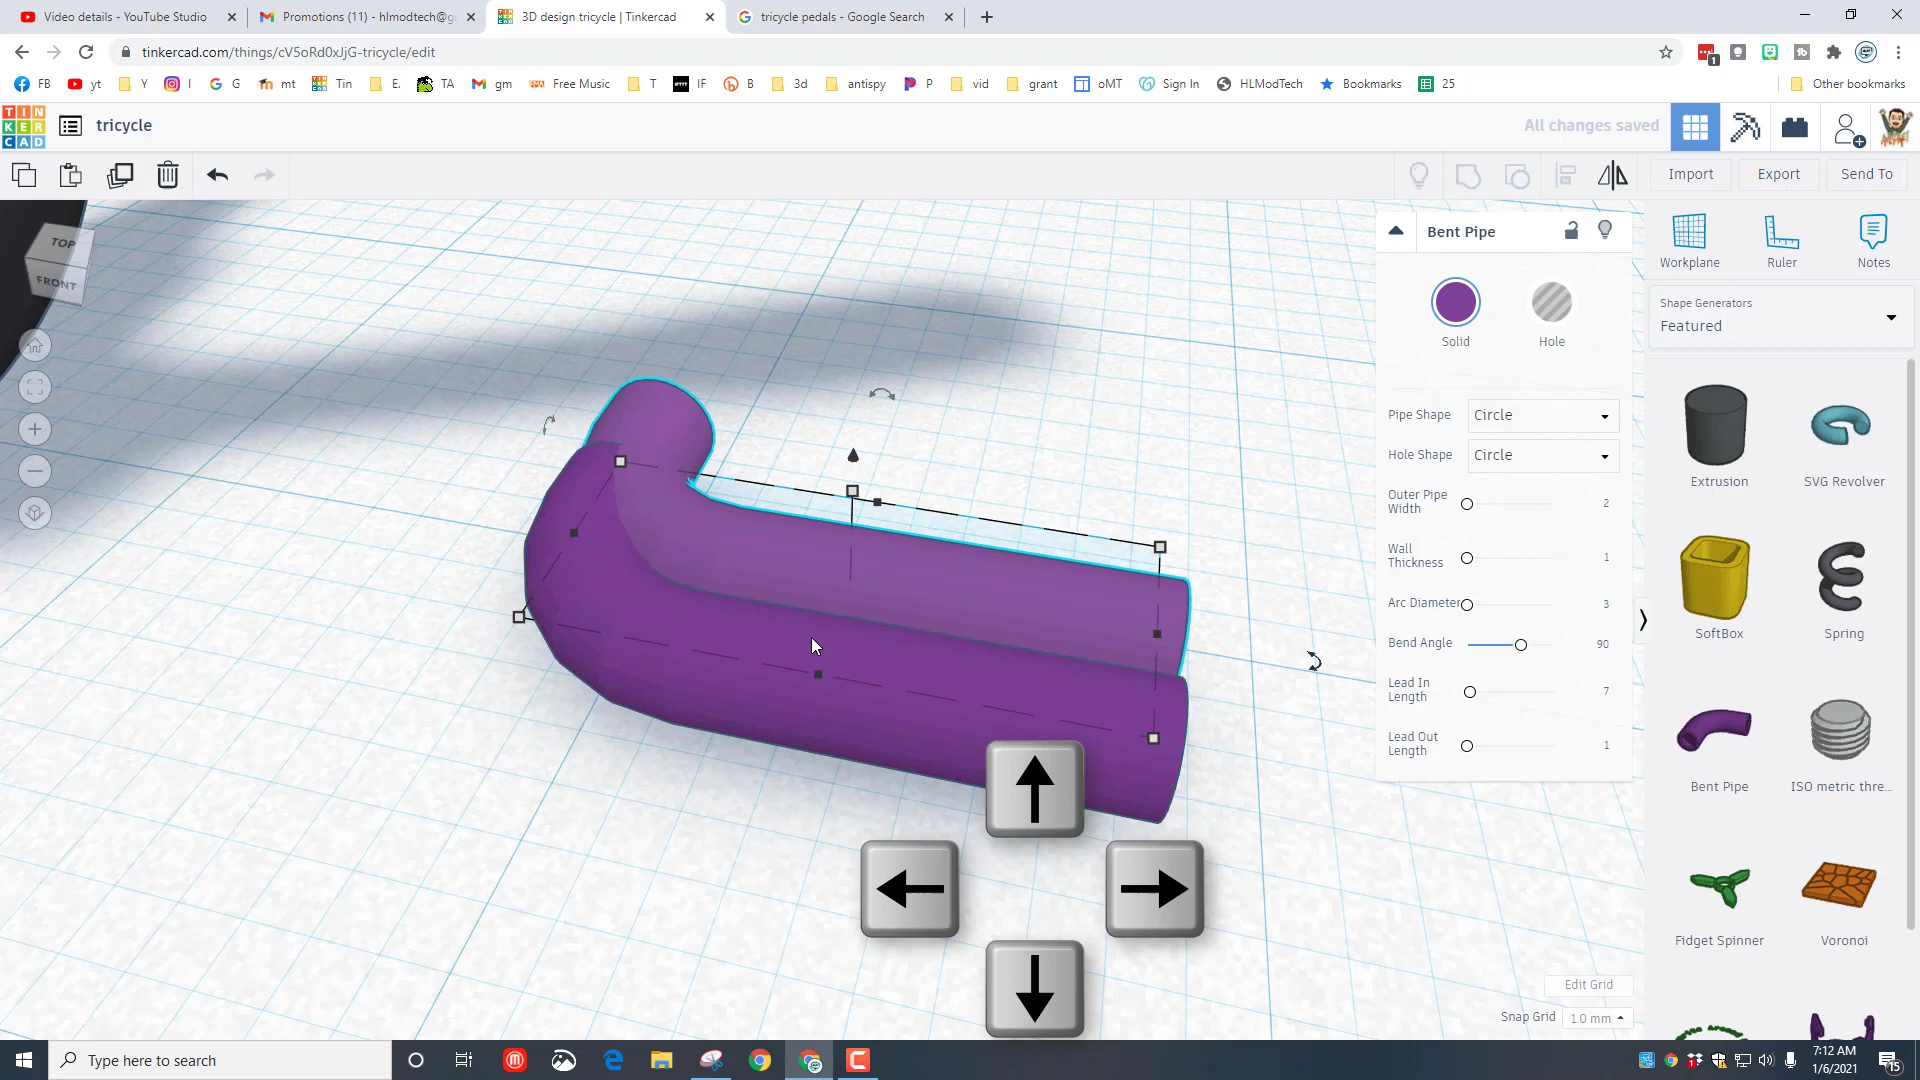 Video details - YouTube Studio
Promotions (11) - hlmodtech@g
3D design tricycle | Tinkercad
tricycle pedals - Google Search
tinkercad.com/things/cV5oRd0xJjG-tricycle/edit
FB
yt
Y
I
G
mt
Tin
E.
TA
gm
Free Music
T
IF
B
3d
antispy
P
vid
grant
oMT
Sign In
HLModTech
Bookmarks
25
Other bookmarks
TIN
KER
CAD
tricycle
All changes saved
Import
Export
Send To
TOP
FRONT
Bent Pipe
Solid
Hole
Pipe Shape
Circle
Hole Shape
Circle
Outer Pipe
Width
2
Wall
Thickness
1
Arc Diameter
3
Bend Angle
90
Lead In
Length
7
Lead Out
Length
1
Workplane
Ruler
Notes
Shape Generators
Featured
Extrusion
SVG Revolver
SoftBox
Spring
Bent Pipe
ISO metric thre...
Fidget Spinner
Voronoi
Edit Grid
Snap Grid
1.0 mm
Type here to search
7:12 AM
1/6/2021
15